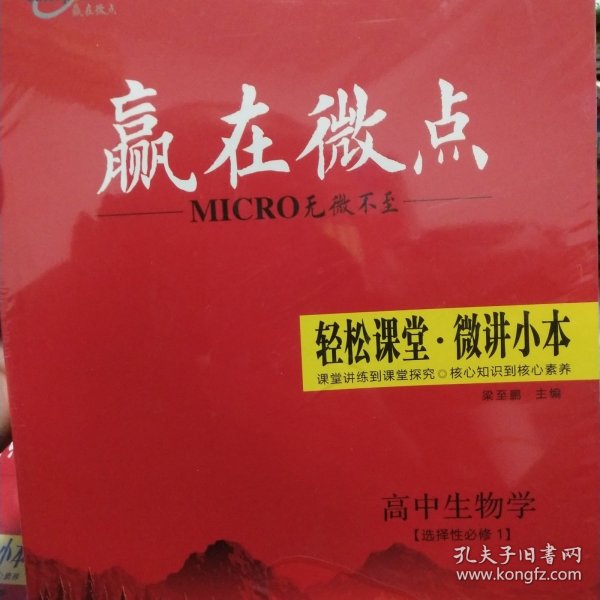 赢在微点
赢在微点
MICRO无微不至
轻松课堂·微讲小本
课堂讲练到课堂探究◎核心知识到核心素养
梁至鹏 主编
高中生物学
【选择性必修1】
小本
孔夫子旧书网
www.kongfz.com